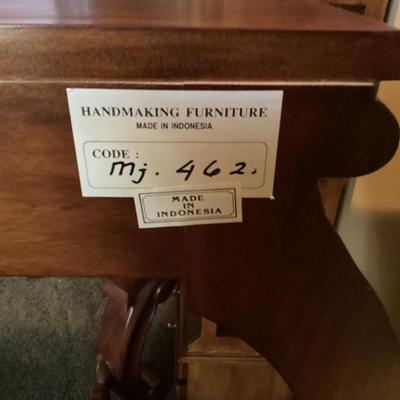 HANDMAKING FURNITURE
MADE IN INDONESIA
CODE :
Mj. 462.
MADE
IN
INDONESIA